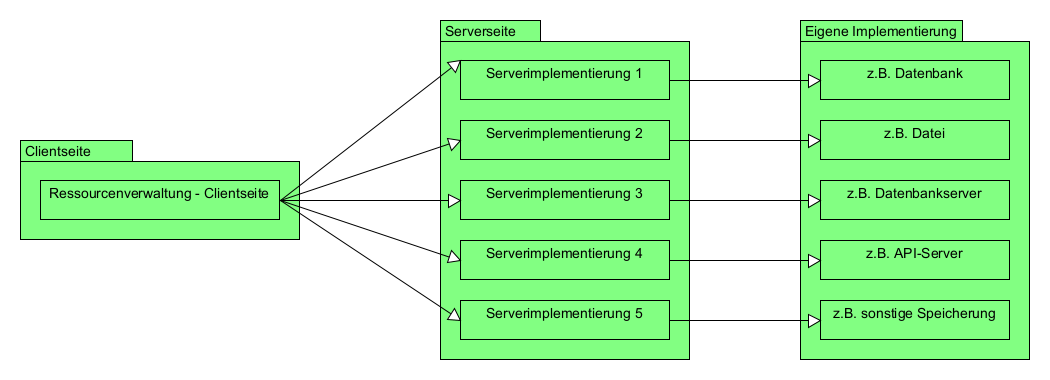 Clientseite
Ressourcenverwaltung - Clientseite
Serverseite
Serverimplementierung 1
Serverimplementierung 2
Serverimplementierung 3
Serverimplementierung 4
Serverimplementierung 5
Eigene Implementierung
z.B. Datenbank
z.B. Datei
z.B. Datenbankserver
z.B. API-Server
z.B. sonstige Speicherung